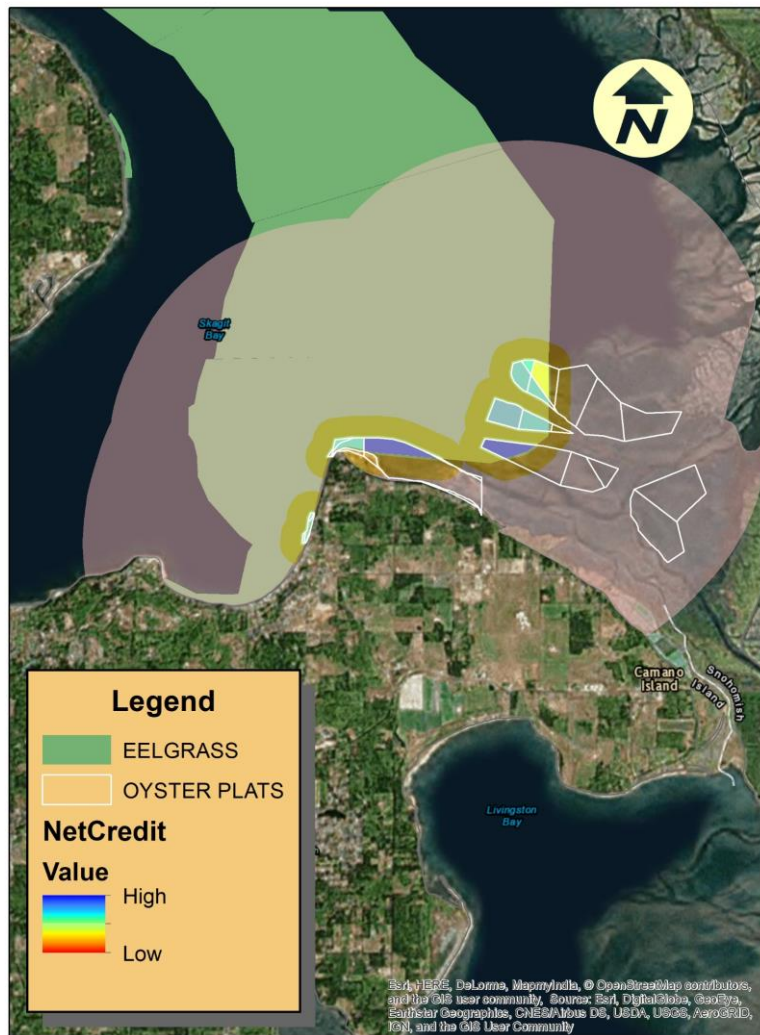 N
Skagit
Bay
Camano
Island
Snohomish
Island
Livingston
Bay
Legend
EELGRASS
OYSTER PLATS
NetCredit
Value
High
Low
Esri, HERE, DeLorme, MapmyIndia, © OpenStreetMap contributors,
and the GIS user community, Source: Esri, DigitalGlobe, GeoEye,
Earthstar Geographics, CNES/Airbus DS, USDA, USGS, AeroGRID,
IGN, and the GIS User Community